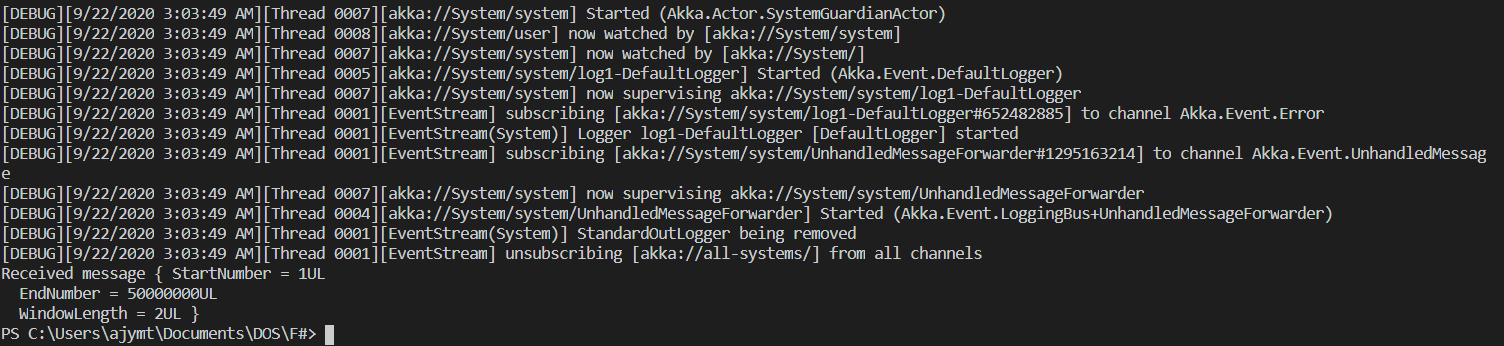 [DEBUG][9/22/2020 3:03:49 AM][Thread 0007][akka://System/system] Started (Akka.Actor.SystemGuardianActor)
[DEBUG][9/22/2020 3:03:49 AM][Thread 0008][akka://System/user] now watched by [akka://System/system]
[DEBUG][9/22/2020 3:03:49 AM][Thread 0007][akka://System/system] now watched by [akka://System/]
[DEBUG][9/22/2020 3:03:49 AM][Thread 0005][akka://System/system/log1-DefaultLogger] Started (Akka.Event.DefaultLogger)
[DEBUG][9/22/2020 3:03:49 AM][Thread 0007][akka://System/system] now supervising akka://System/system/log1-DefaultLogger
[DEBUG][9/22/2020 3:03:49 AM][Thread 0001][EventStream] subscribing [akka://System/system/log1-DefaultLogger#652482885] to channel Akka.Event.Error
[DEBUG][9/22/2020 3:03:49 AM][Thread 0001][EventStream(System)] Logger log1-DefaultLogger [DefaultLogger] started
[DEBUG][9/22/2020 3:03:49 AM][Thread 0001][EventStream] subscribing [akka://System/system/UnhandledMessageForwarder#1295163214] to channel Akka.Event.UnhandledMessag
e
[DEBUG][9/22/2020 3:03:49 AM][Thread 0007][akka://System/system] now supervising akka://System/system/UnhandledMessageForwarder
[DEBUG][9/22/2020 3:03:49 AM][Thread 0004][akka://System/system/UnhandledMessageForwarder] Started (Akka.Event.LoggingBus+UnhandledMessageForwarder)
[DEBUG][9/22/2020 3:03:49 AM][Thread 0001][EventStream(System)] StandardOutLogger being removed
[DEBUG][9/22/2020 3:03:49 AM][Thread 0001][EventStream] unsubscribing [akka://all-systems/] from all channels
Received message { StartNumber = 1UL
  EndNumber = 50000000UL
  WindowLength = 2UL }
PS C:\Users\ajymt\Documents\DOS\F#>